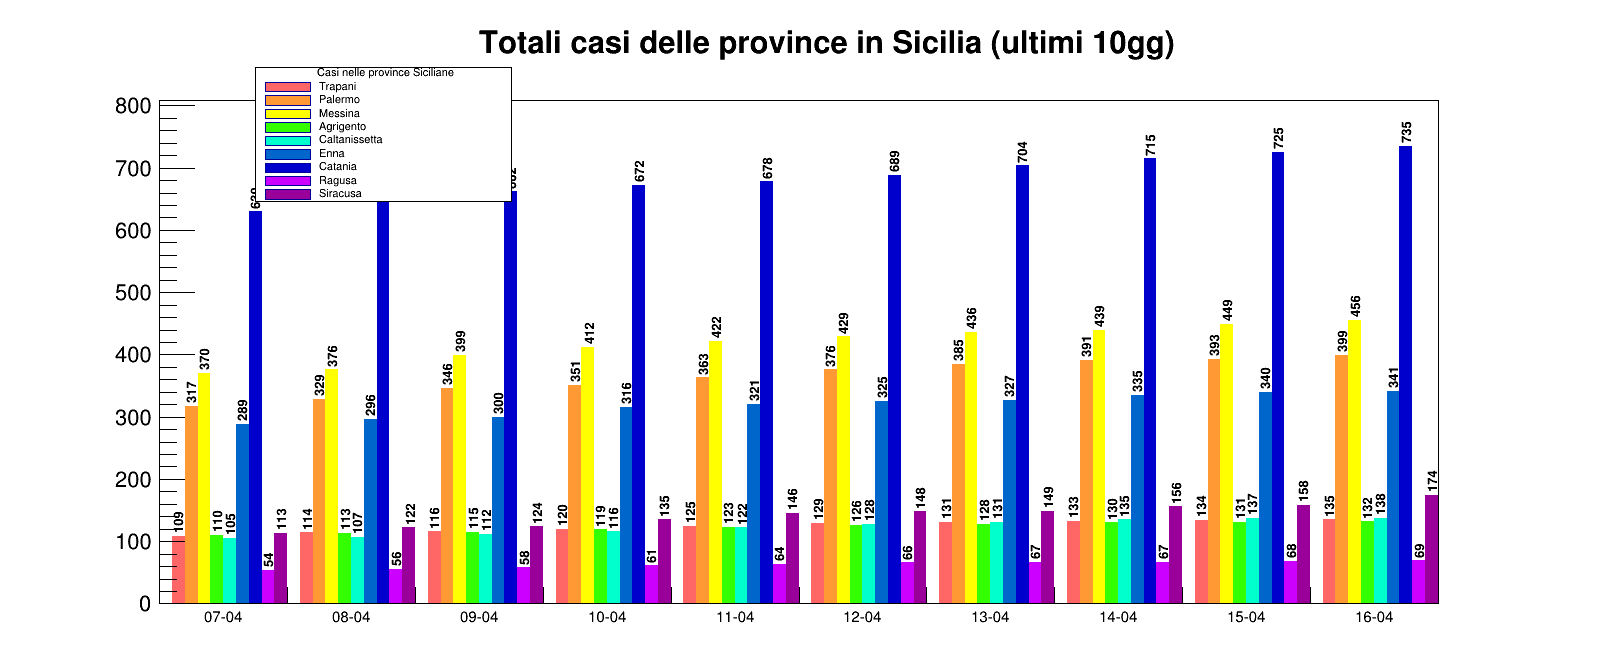 Totali casi delle province in Sicilia (ultimi 10gg)
Casi nelle province Siciliane
Trapani
Palermo
Messina
Agrigento
Caltanissetta
Enna
Catania
Ragusa
Siracusa
800
700
600
500
400
300
200
100
0
109 317 370 110 105 289 54 113
114 329 376 113 107 296 56 122
116 346 399 115 112 300 58 124
120 351 412 119 116 316 672 61 135
125 363 422 123 122 321 678 64 146
129 376 429 126 128 325 689 66 148
131 385 436 128 131 327 704 67 149
133 391 439 130 135 335 715 67 156
134 393 449 131 137 340 725 68 158
135 399 456 132 138 341 735 69 174
07-04 08-04 09-04 10-04 11-04 12-04 13-04 14-04 15-04 16-04